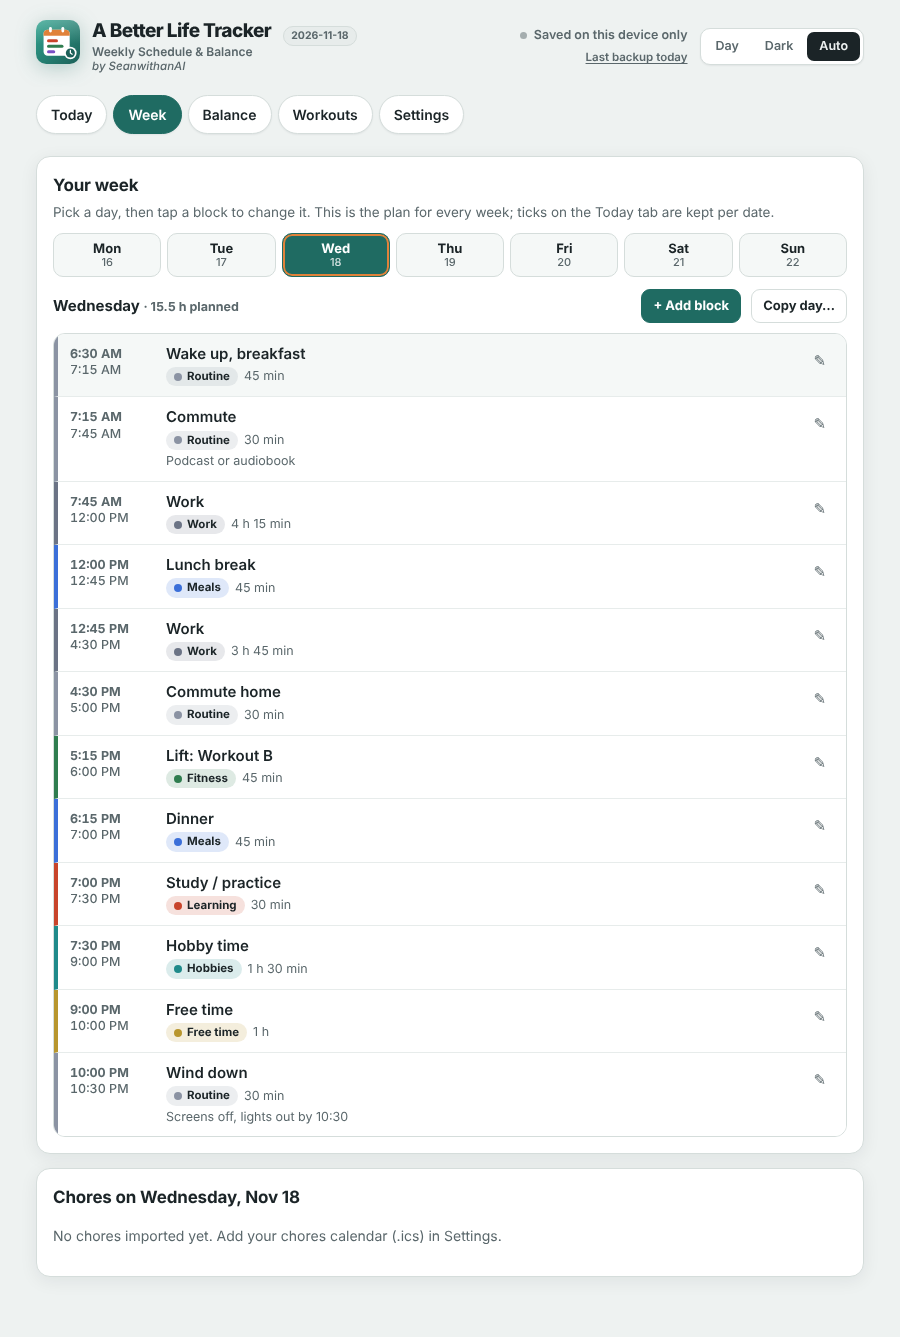 A Better Life Tracker
2026-11-18
Weekly Schedule & Balance
by SeanwithanAI
Saved on this device only
Last backup today
Day Dark Auto
Today Week Balance Workouts Settings
Your week
Pick a day, then tap a block to change it. This is the plan for every week; ticks on the Today tab are kept per date.
Mon Tue Wed Thu Fri Sat Sun
16 17 18 19 20 21 22
Wednesday · 15.5 h planned
+ Add block Copy day...
6:30 AM Wake up, breakfast
7:15 AM Routine 45 min
7:15 AM Commute
7:45 AM Routine 30 min
Podcast or audiobook
7:45 AM Work
12:00 PM Work 4 h 15 min
12:00 PM Lunch break
12:45 PM Meals 45 min
12:45 PM Work
4:30 PM Work 3 h 45 min
4:30 PM Commute home
5:00 PM Routine 30 min
5:15 PM Lift: Workout B
6:00 PM Fitness 45 min
6:15 PM Dinner
7:00 PM Meals 45 min
7:00 PM Study / practice
7:30 PM Learning 30 min
7:30 PM Hobby time
9:00 PM Hobbies 1 h 30 min
9:00 PM Free time
10:00 PM Free time 1 h
10:00 PM Wind down
10:30 PM Routine 30 min
Screens off, lights out by 10:30
Chores on Wednesday, Nov 18
No chores imported yet. Add your chores calendar (.ics) in Settings.